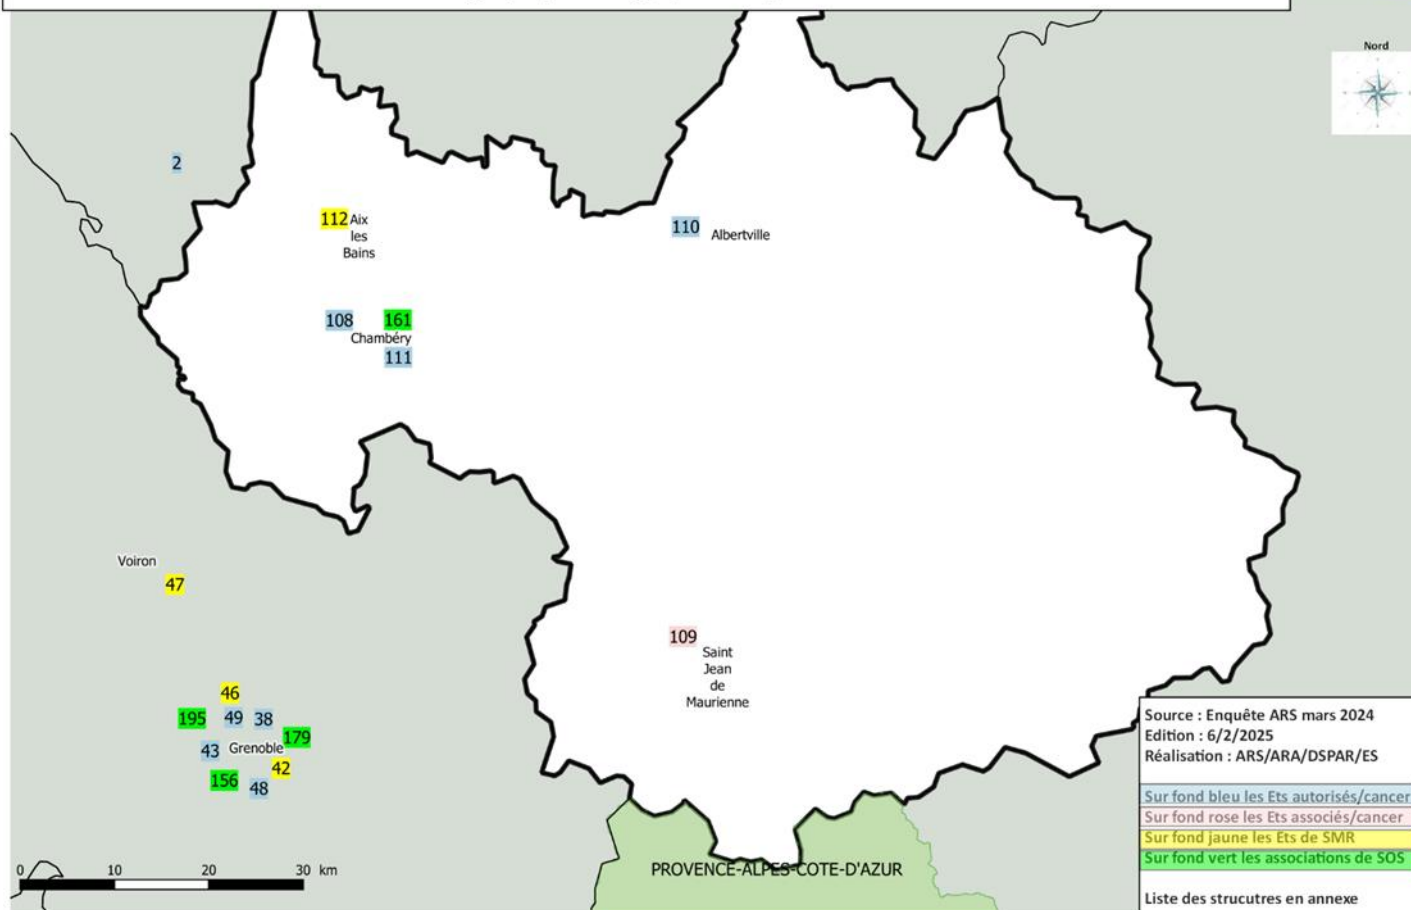 Nord
2
112 Aix
les
Bains
110
Albertville
108
161
Chambéry
111
Voiron
47
109
Saint
Jean
de
Maurienne
46
195
49
38
179
43
Grenoble
42
156
48
Source : Enquête ARS mars 2024
Edition : 6/2/2025
Réalisation : ARS/ARA/DSPAR/ES
Sur fond bleu les Ets autorisés/cancer
Sur fond rose les Ets associés/cancer
Sur fond jaune les Ets de SMR
Sur fond vert les associations de SOS
Liste des strucutres en annexe
0 10 20 30 km
PROVENCE-ALPES-COTE-D'AZUR